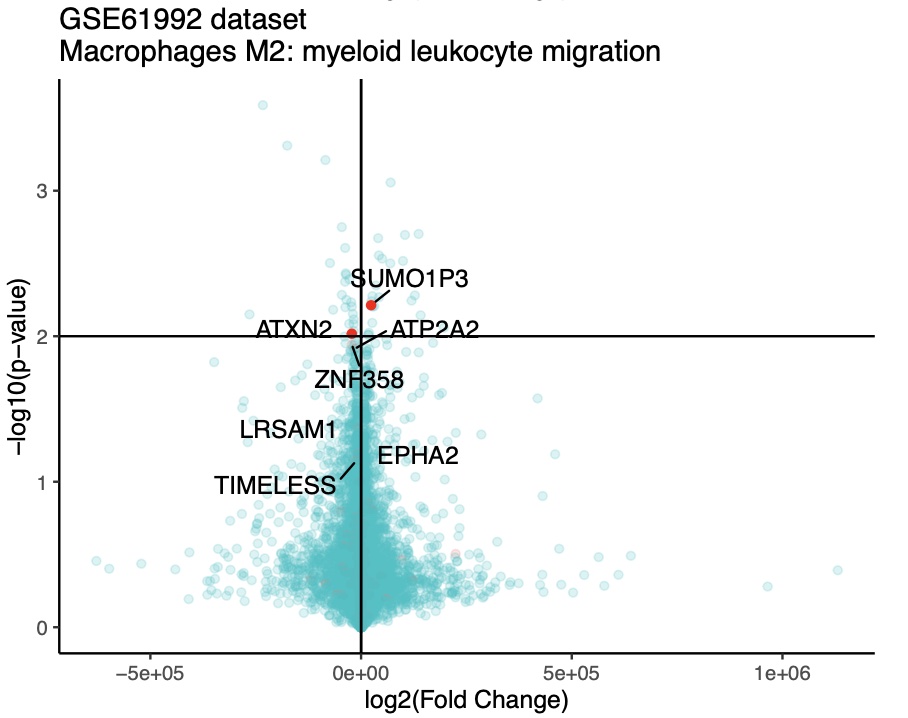 GSE61992 dataset
Macrophages M2: myeloid leukocyte migration
−log10(p−value)
3
2
1
0
SUMO1P3
ATXN2
ATP2A2
ZNF358
LRSAM1
EPHA2
TIMELESS
−5e+05
0e+00
5e+05
1e+06
log2(Fold Change)